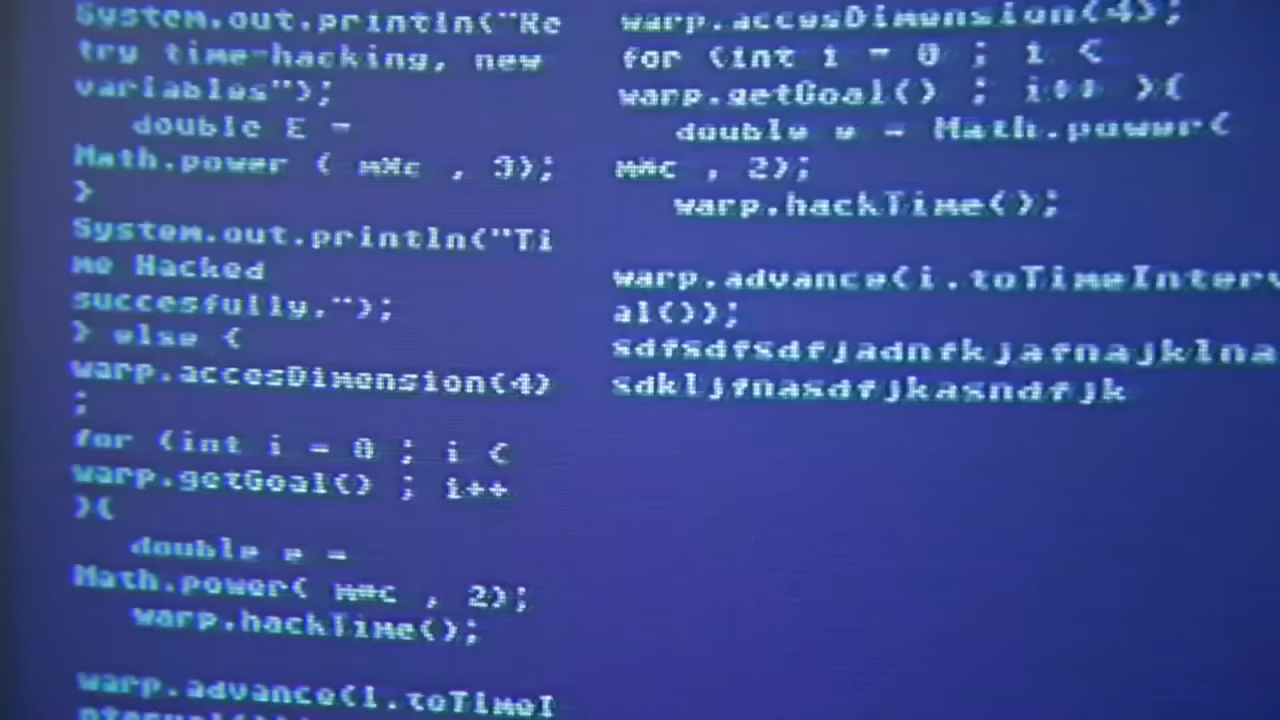 System.out.println("Re
try time-hacking, new
variables");
double E =
Math.power ( m*c , 3);
}
System.out.println("Ti
me Hacked
succesfully.");
} else {
warp.accesDimension(4)
;
for (int i = 0 ; i <
warp.getGoal() ; i++
){
double e =
Math.power( m*c , 2);
warp.hackTime();
warp.advance(i.toTimeI
nterval());
warp.accesDimension(4);
for (int i = 0 ; i <
warp.getGoal() ; i++ ){
double e = Math.power(
m*c , 2);
warp.hackTime();
warp.advance(i.toTimeInterv
al());
sdfsdfsdfjadnfkjafnajklna
sdkljfnasdfjkasndfjk